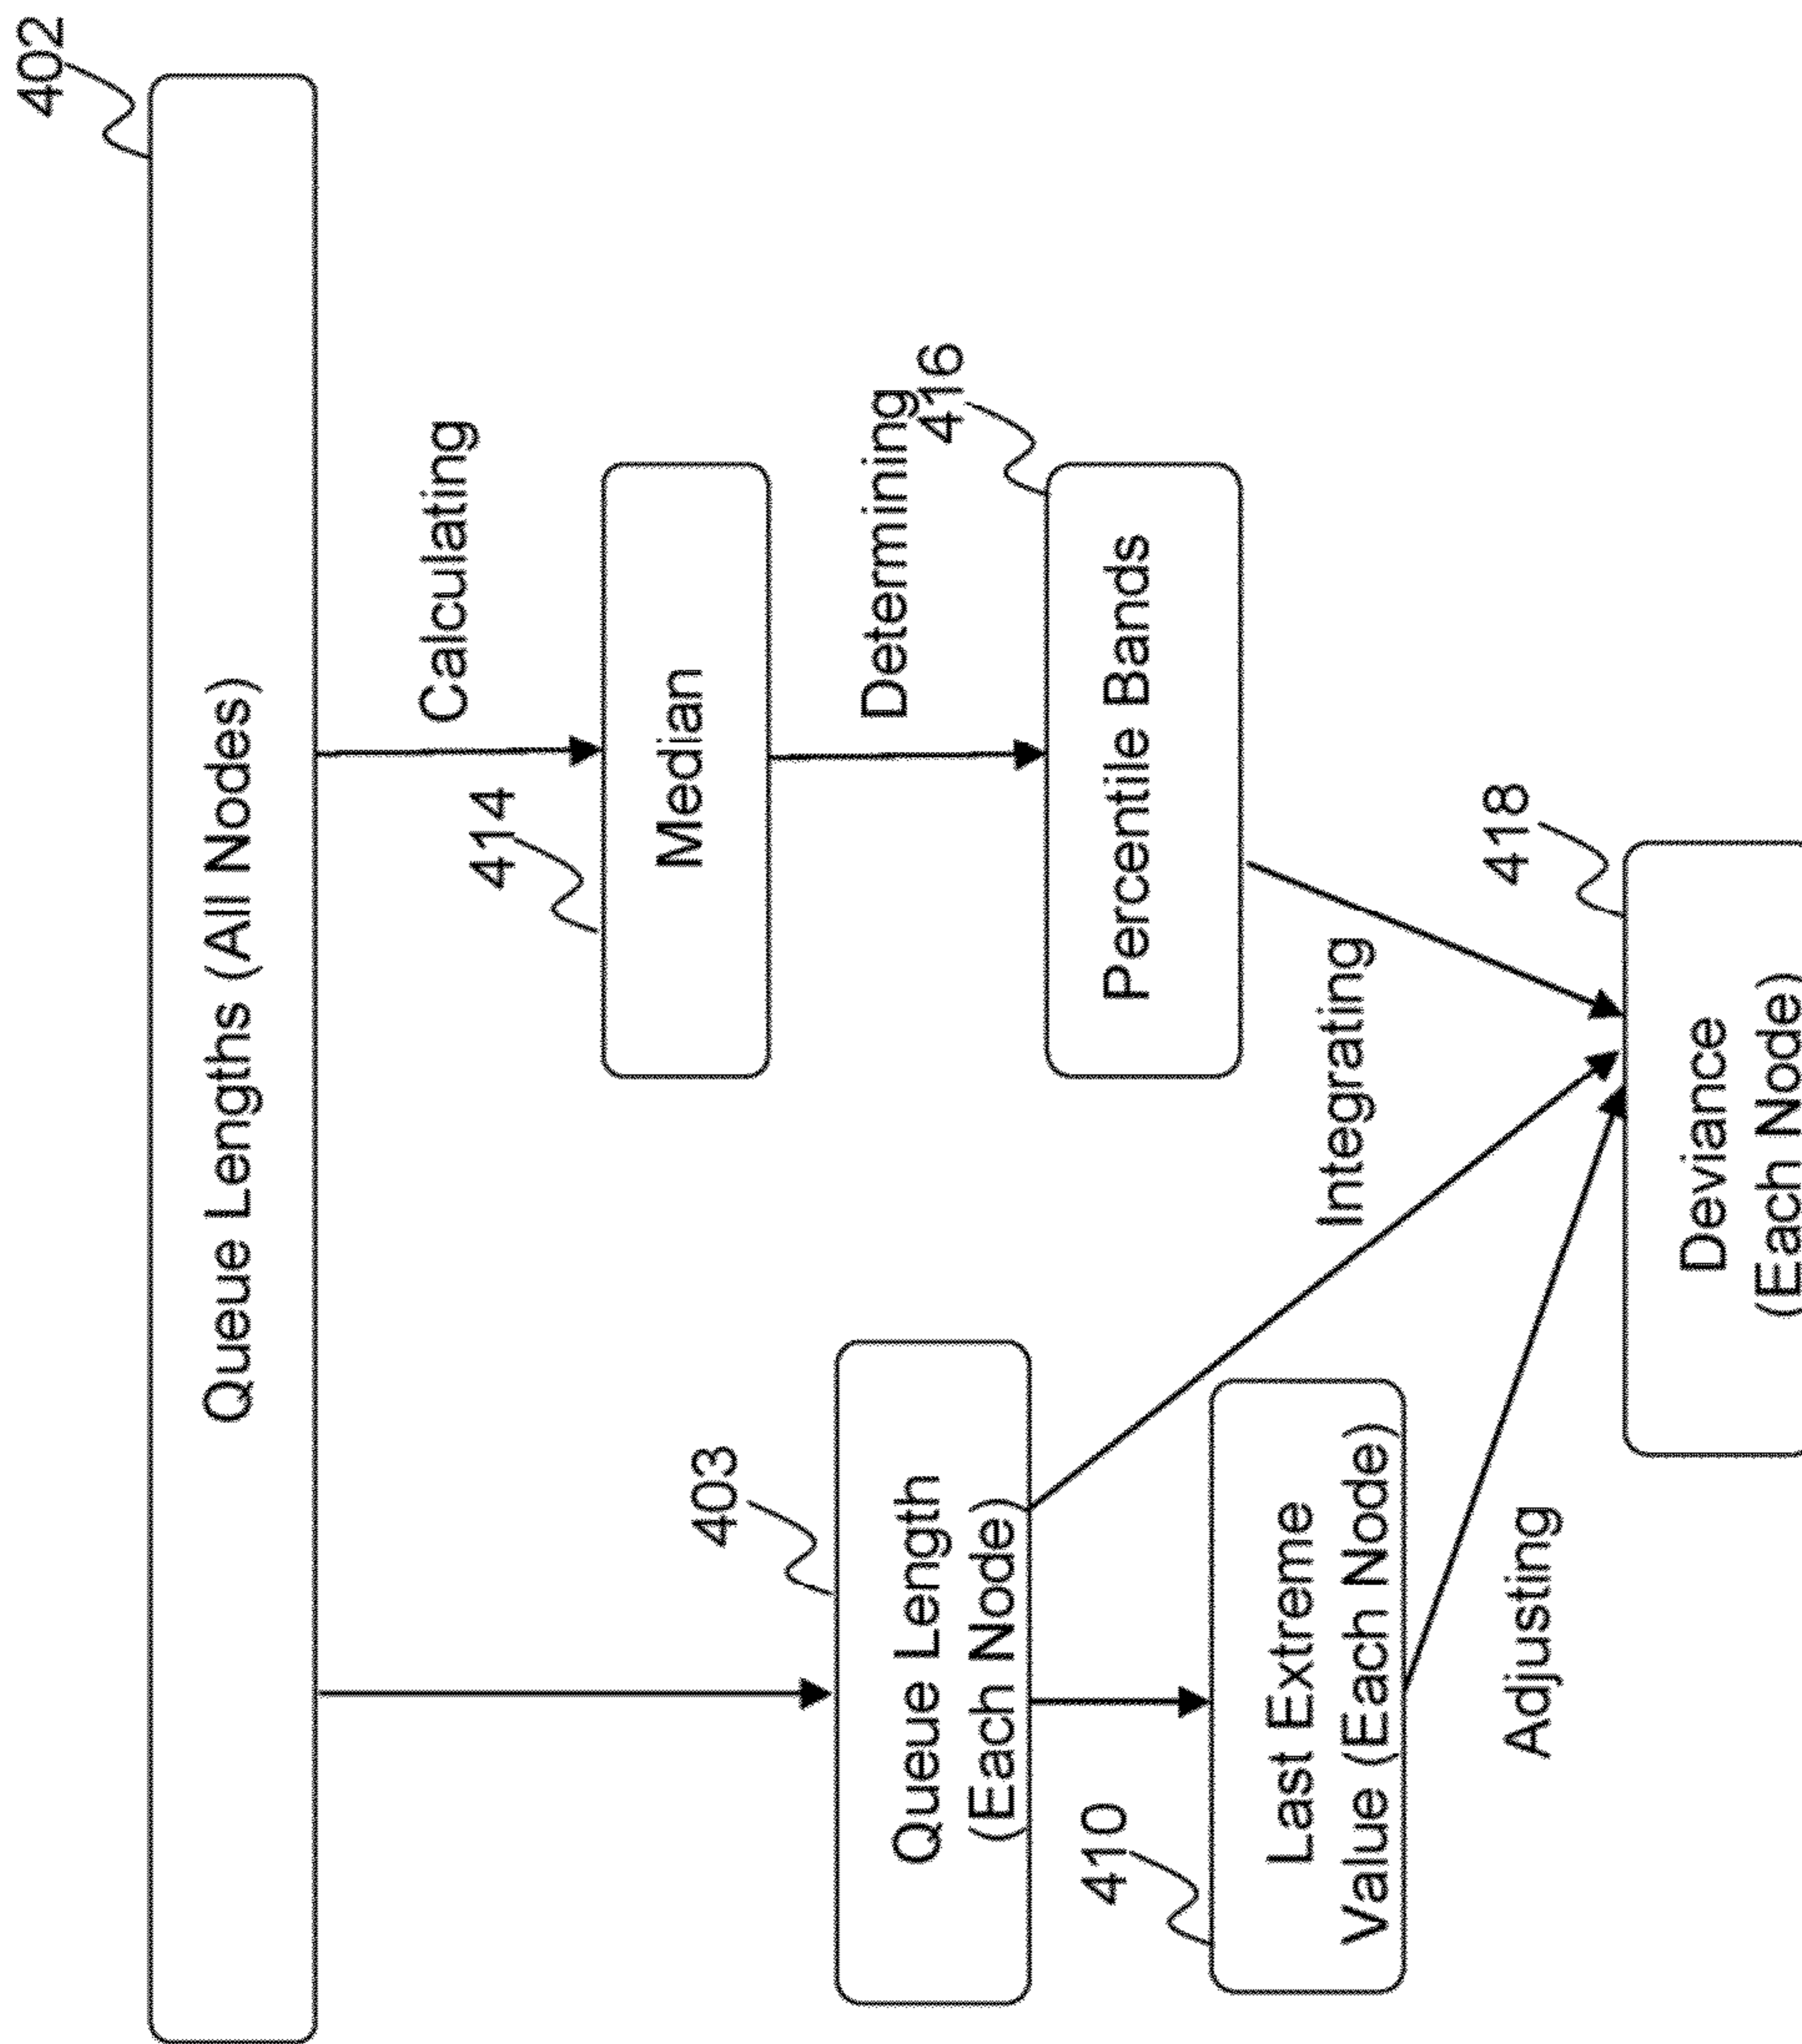 402
Queue Lengths (All Nodes)
Calculating
414
Median
Determining
416
Percentile Bands
403
Queue Length
(Each Node)
Integrating
410
Last Extreme
Value (Each Node)
418
Adjusting
Deviance
(Each Node)